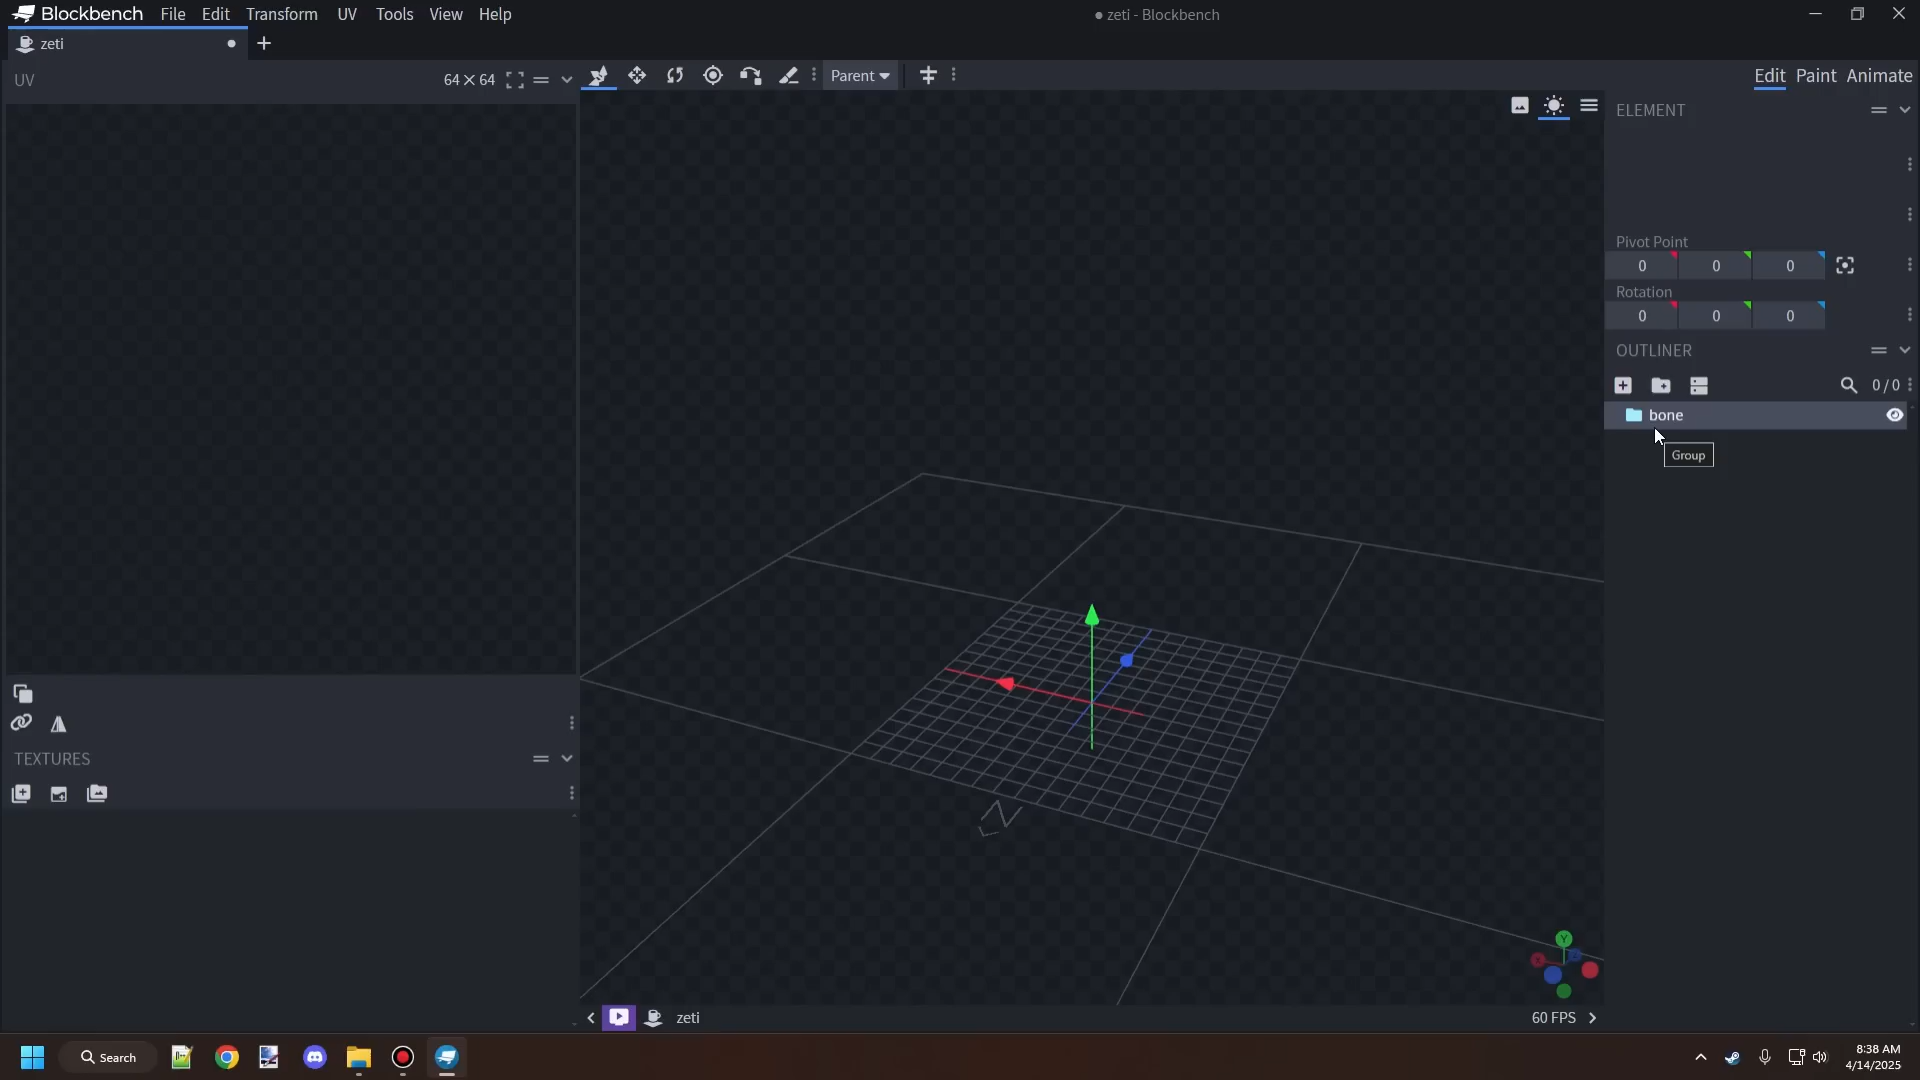 Blockbench File Edit Transform UV Tools View Help
zeti - Blockbench
zeti
UV 64×64
Parent
Edit Paint Animate
ELEMENT
Pivot Point
0 0 0
Rotation
0 0 0
OUTLINER
0 / 0
bone
Group
N
TEXTURES
Y
zeti
60 FPS
Search
8:38 AM
4/14/2025